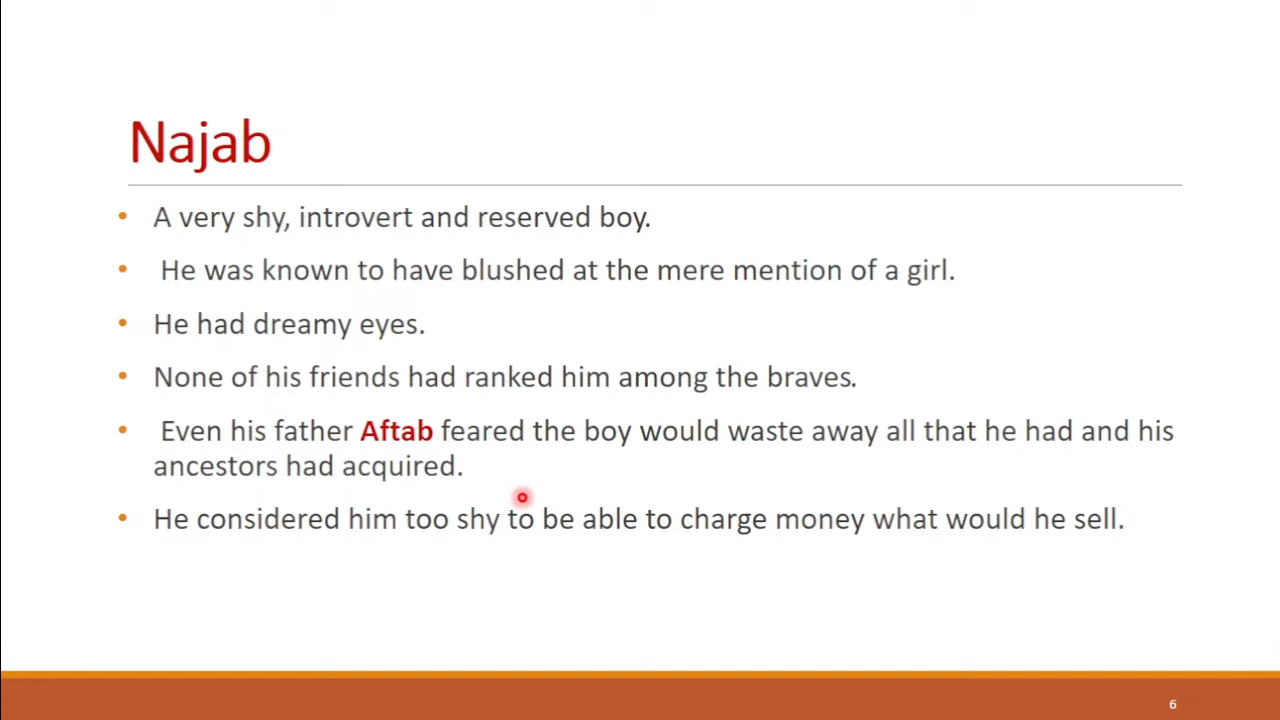 Najab
• A very shy, introvert and reserved boy.
• He was known to have blushed at the mere mention of a girl.
• He had dreamy eyes.
• None of his friends had ranked him among the braves.
• Even his father Aftab feared the boy would waste away all that he had and his
ancestors had acquired.
• He considered him too shy to be able to charge money what would he sell.
6